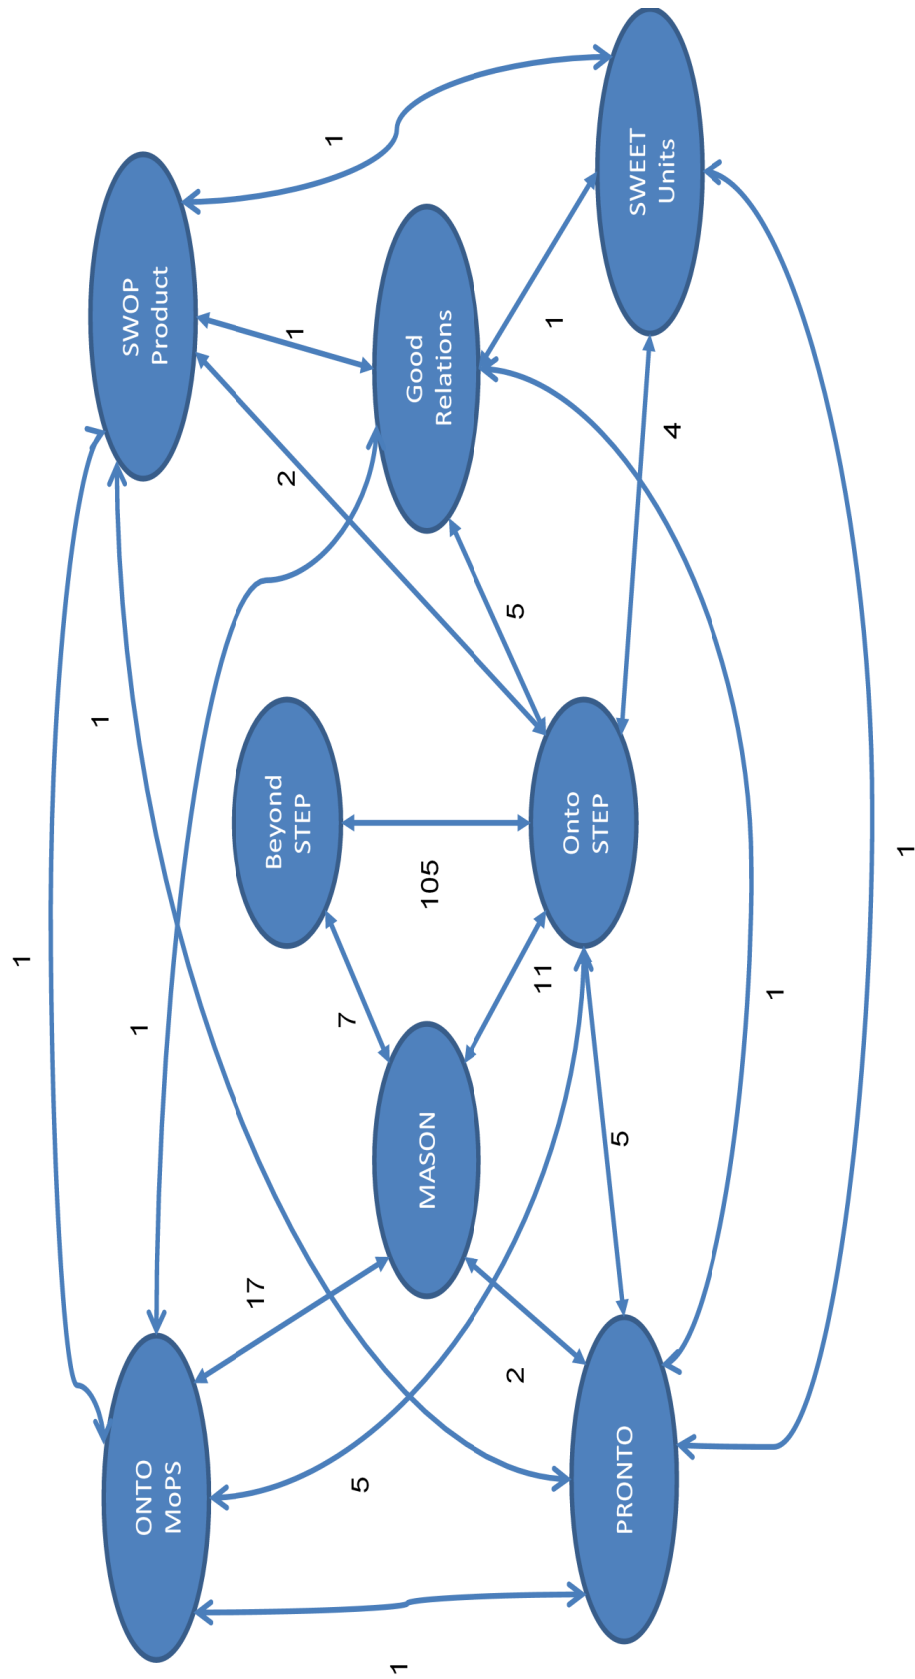 1
1
1
ONTO
MoPS
SWOP
Product
17
2
1
Beyond
STEP
1
7
5
1
MASON
105
Good
Relations
2
5
11
1
Onto
STEP
5
PRONTO
SWEET
Units
4
1
1